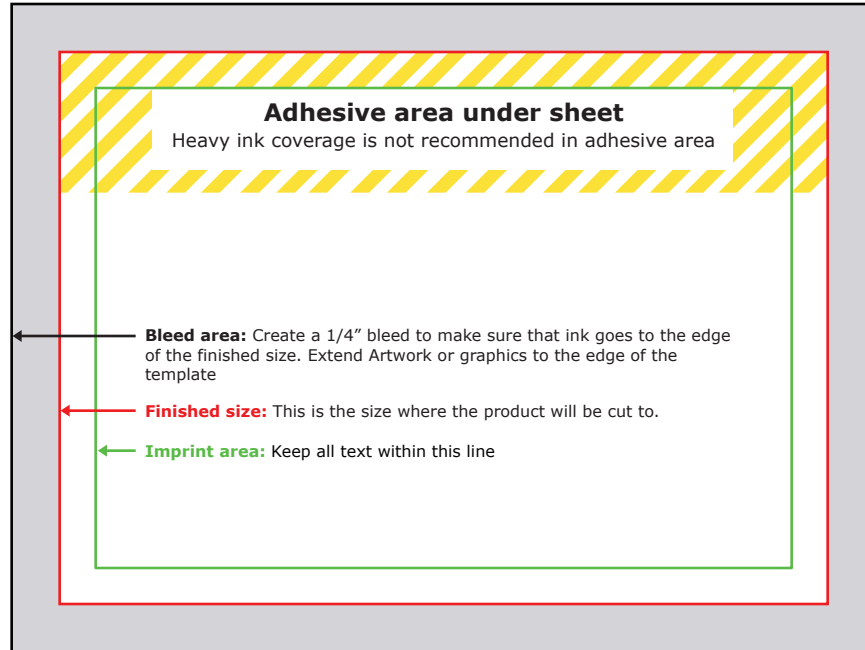 Adhesive area under sheet
Heavy ink coverage is not recommended in adhesive area
Bleed area: Create a 1/4″ bleed to make sure that ink goes to the edge
of the finished size. Extend Artwork or graphics to the edge of the
template
Finished size: This is the size where the product will be cut to.
Imprint area: Keep all text within this line